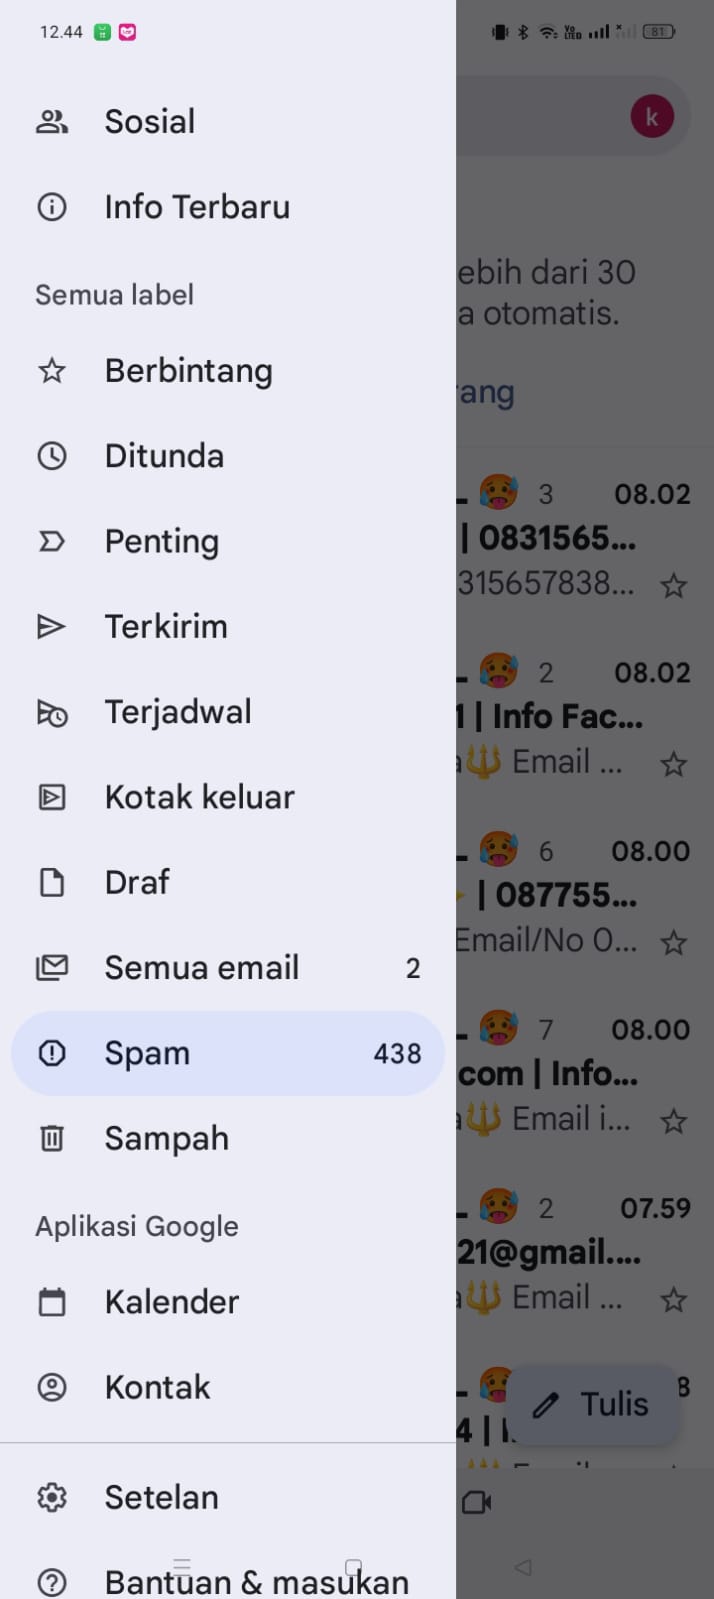 12.44
81
Sosial
k
Info Terbaru
ebih dari 30
Semua label
a otomatis.
Berbintang
rang
Ditunda
3 08.02
| 0831565...
Penting
315657838...
Terkirim
2 08.02
Terjadwal
1 | Info Fac...
Email ...
Kotak keluar
6 08.00
Draf
| 087755...
Email/No 0...
Semua email 2
7 08.00
Spam 438
com | Info...
Email i...
Sampah
2 07.59
Aplikasi Google
21@gmail....
Kalender
Email ...
Kontak
8
Tulis
4 |
Setelan
Bantuan & masukan